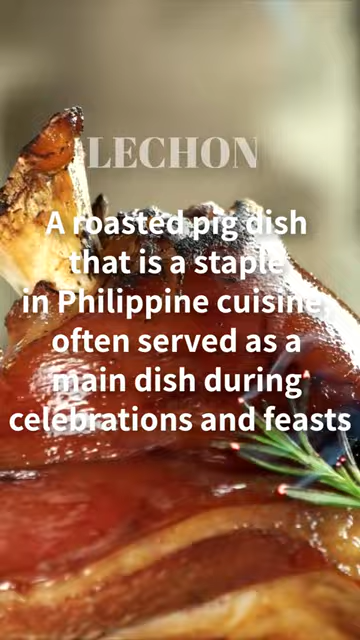 LECHON
A roasted pig dish
that is a staple
in Philippine cuisine,
often served as a
main dish during
celebrations and feasts